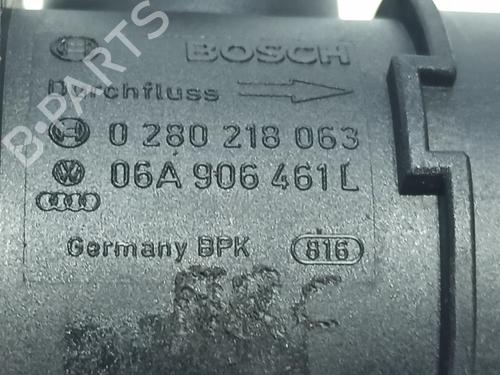 BOSCH
Durchfluss
0 280 218 063
06A 906 461 L
Germany BPK 816
B-PARTS